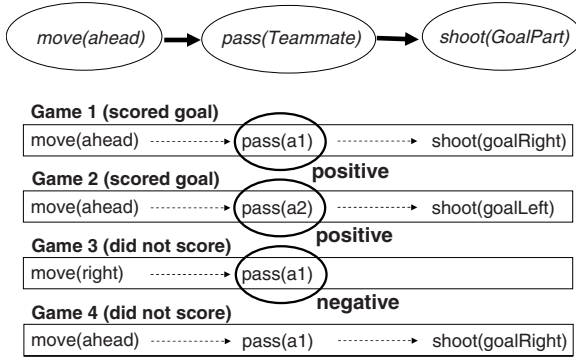 move(ahead) pass(Teammate) shoot(GoalPart)
Game 1 (scored goal)
move(ahead) pass(a1) shoot(goalRight)
positive
Game 2 (scored goal)
move(ahead) pass(a2) shoot(goalLeft)
positive
Game 3 (did not score)
move(right) pass(a1)
negative
Game 4 (did not score)
move(ahead) pass(a1) shoot(goalRight)